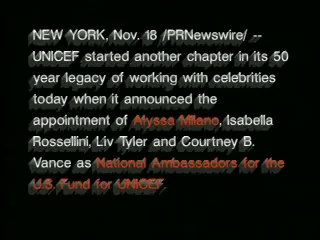 NEW YORK, Nov. 18 /PRNewswire/ --
UNICEF started another chapter in its 50
year legacy of working with celebrities
today when it announced the
appointment of Alyssa Milano, Isabella
Rossellini, Liv Tyler and Courtney B.
Vance as National Ambassadors for the
U.S. Fund for UNICEF.